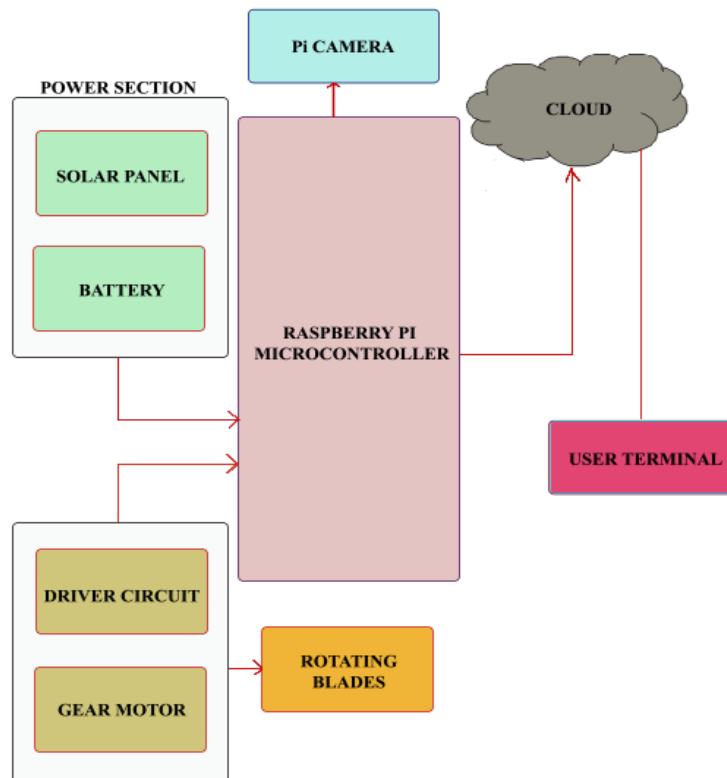 Pi CAMERA
POWER SECTION
CLOUD
SOLAR PANEL
BATTERY
RASPBERRY PI
MICROCONTROLLER
USER TERMINAL
DRIVER CIRCUIT
ROTATING
BLADES
GEAR MOTOR